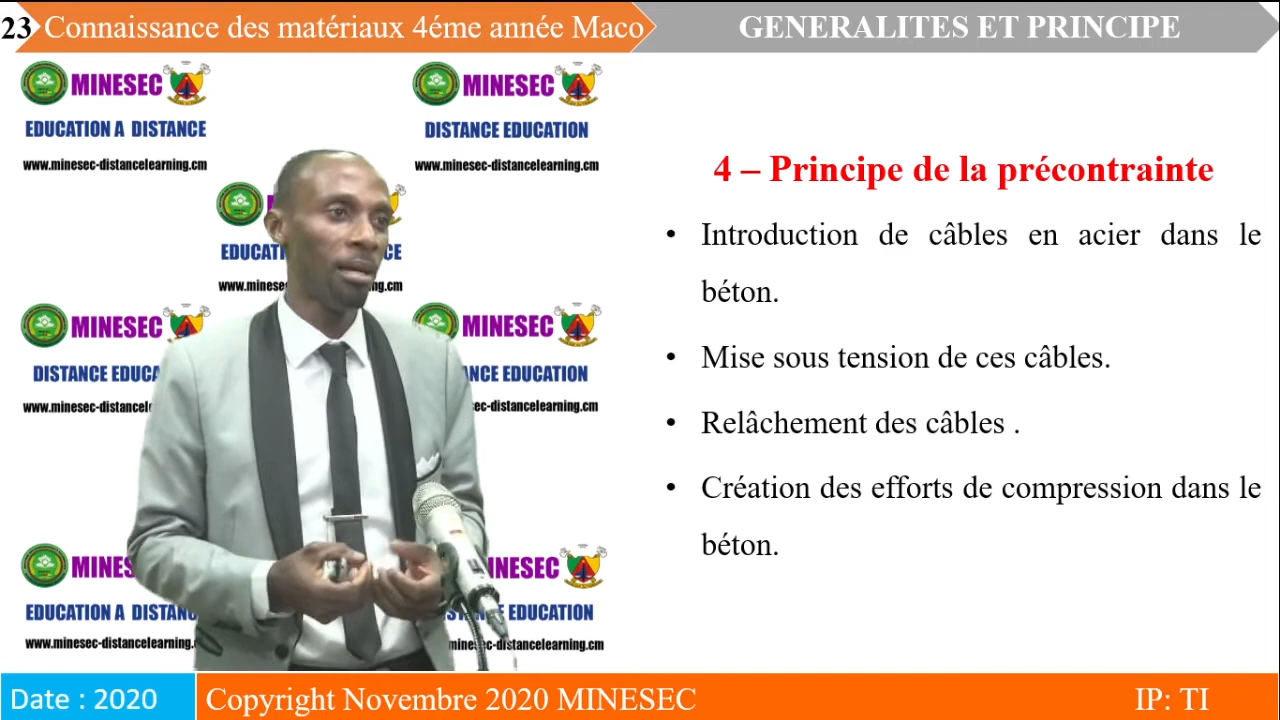 23 Connaissance des matériaux 4éme année Maco GENERALITES ET PRINCIPE
MINESEC
EDUCATION A DISTANCE
www.minesec-distancelearning.cm
MINESEC
DISTANCE EDUCATION
www.minesec-distancelearning.cm
MINESEC
DISTANCE
www.minesec-distancel
MINESEC
EDUCATION
ec-distancelearning.cm
EDUCATION A
www.minesec-distancelearning.
INESEC
EDUCATION
-distancelearning.cm
4 – Principe de la précontrainte
• Introduction de câbles en acier dans le
béton.
• Mise sous tension de ces câbles.
• Relâchement des câbles .
• Création des efforts de compression dans le
béton.
Date : 2020 Copyright Novembre 2020 MINESEC IP: TI